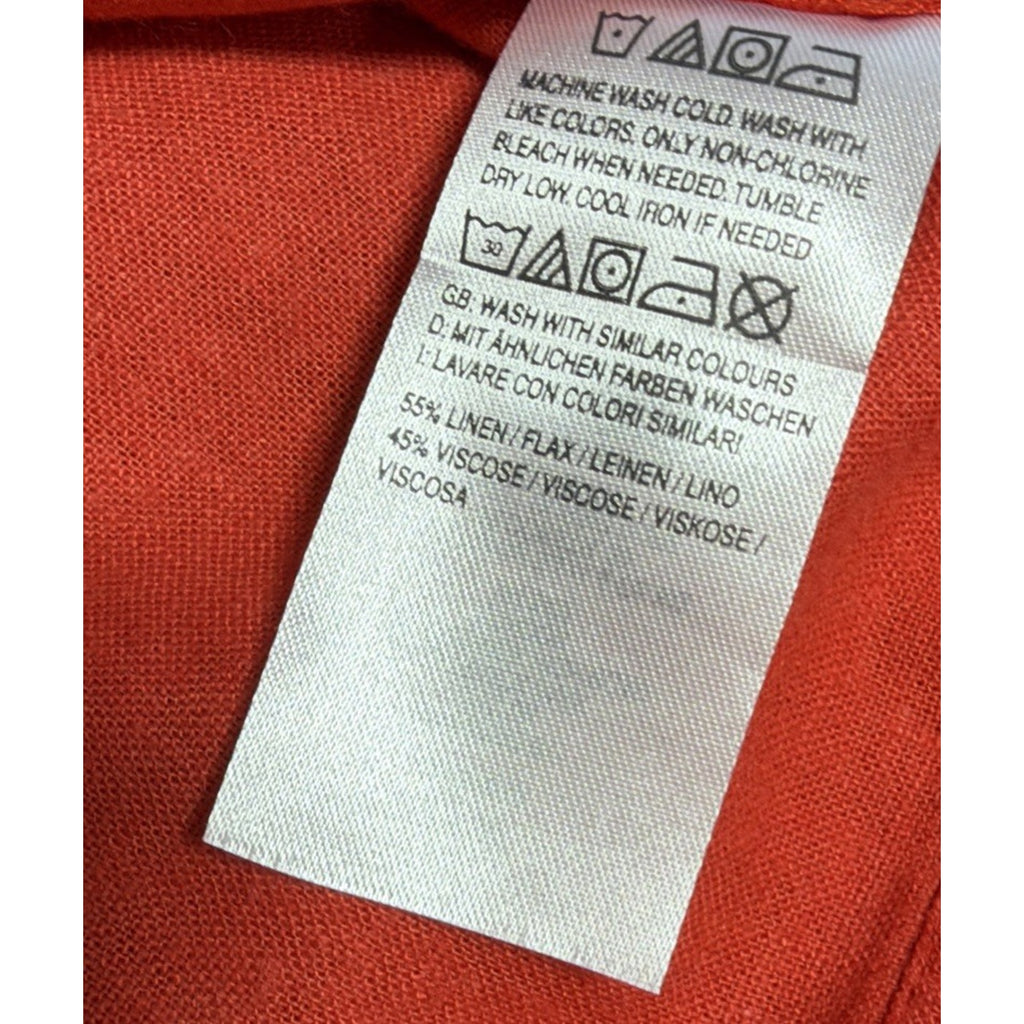 MACHINE WASH COLD. WASH WITH
LIKE COLORS. ONLY NON-CHLORINE
BLEACH WHEN NEEDED. TUMBLE
DRY LOW. COOL IRON IF NEEDED
30
GB: WASH WITH SIMILAR COLOURS
D: MIT ÄHNLICHEN FARBEN WASCHEN
I: LAVARE CON COLORI SIMILARI
55% LINEN / FLAX / LEINEN / LINO
45% VISCOSE / VISCOSE / VISKOSE /
VISCOSA